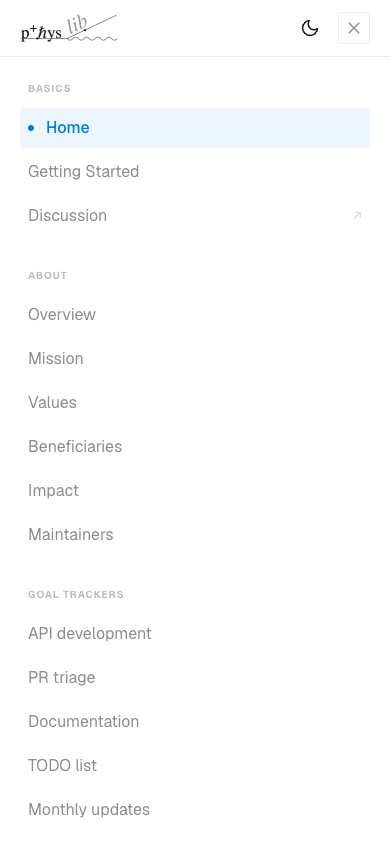 p⁺ℏys lib
BASICS
Home
Getting Started
Discussion
ABOUT
Overview
Mission
Values
Beneficiaries
Impact
Maintainers
GOAL TRACKERS
API development
PR triage
Documentation
TODO list
Monthly updates